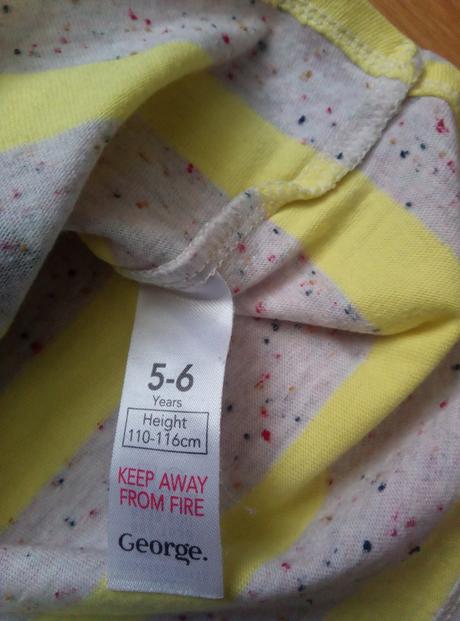 5-6
Years
Height
110-116cm
KEEP AWAY
FROM FIRE
George.